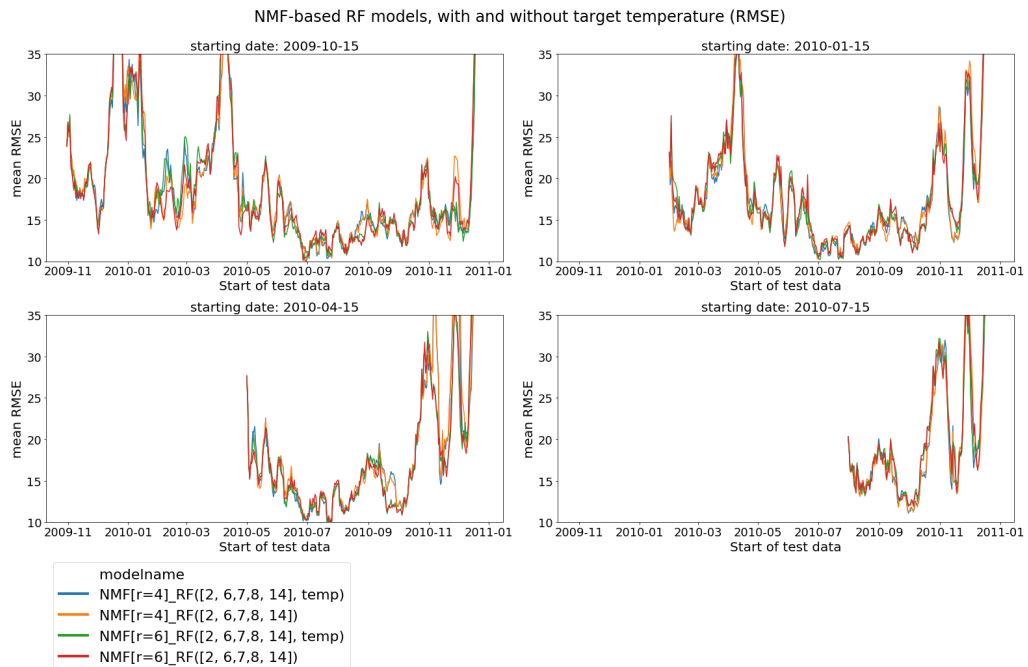 NMF-based RF models, with and without target temperature (RMSE)
starting date: 2009-10-15
35
30
25
20
15
10
mean RMSE
2009-11 2010-01 2010-03 2010-05 2010-07 2010-09 2010-11 2011-01
Start of test data
starting date: 2010-01-15
35
30
25
20
15
10
mean RMSE
2009-11 2010-01 2010-03 2010-05 2010-07 2010-09 2010-11 2011-01
Start of test data
starting date: 2010-04-15
35
30
25
20
15
10
mean RMSE
2009-11 2010-01 2010-03 2010-05 2010-07 2010-09 2010-11 2011-01
Start of test data
starting date: 2010-07-15
35
30
25
20
15
10
mean RMSE
2009-11 2010-01 2010-03 2010-05 2010-07 2010-09 2010-11 2011-01
Start of test data
modelname
NMF[r=4]_RF([2, 6,7,8, 14], temp)
NMF[r=4]_RF([2, 6,7,8, 14])
NMF[r=6]_RF([2, 6,7,8, 14], temp)
NMF[r=6]_RF([2, 6,7,8, 14])